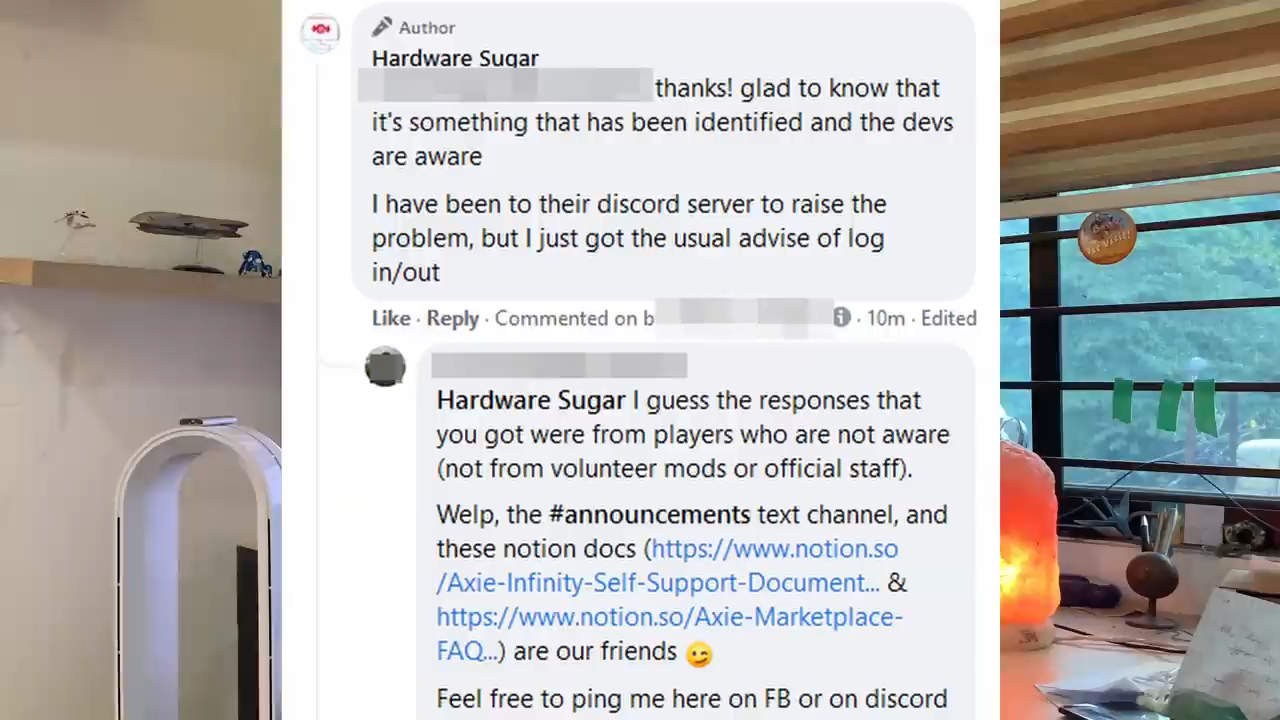 Author
Hardware Sugar
thanks! glad to know that
it's something that has been identified and the devs
are aware
I have been to their discord server to raise the
problem, but I just got the usual advise of log
in/out
Like · Reply · Commented on b · 10m · Edited
Hardware Sugar I guess the responses that
you got were from players who are not aware
(not from volunteer mods or official staff).
Welp, the #announcements text channel, and
these notion docs (https://www.notion.so
/Axie-Infinity-Self-Support-Document... &
https://www.notion.so/Axie-Marketplace-
FAQ...) are our friends 😉
Feel free to ping me here on FB or on discord
1st Visit!